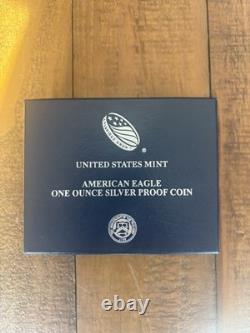 ®
UNITED STATES MINT
AMERICAN EAGLE
ONE OUNCE SILVER PROOF COIN